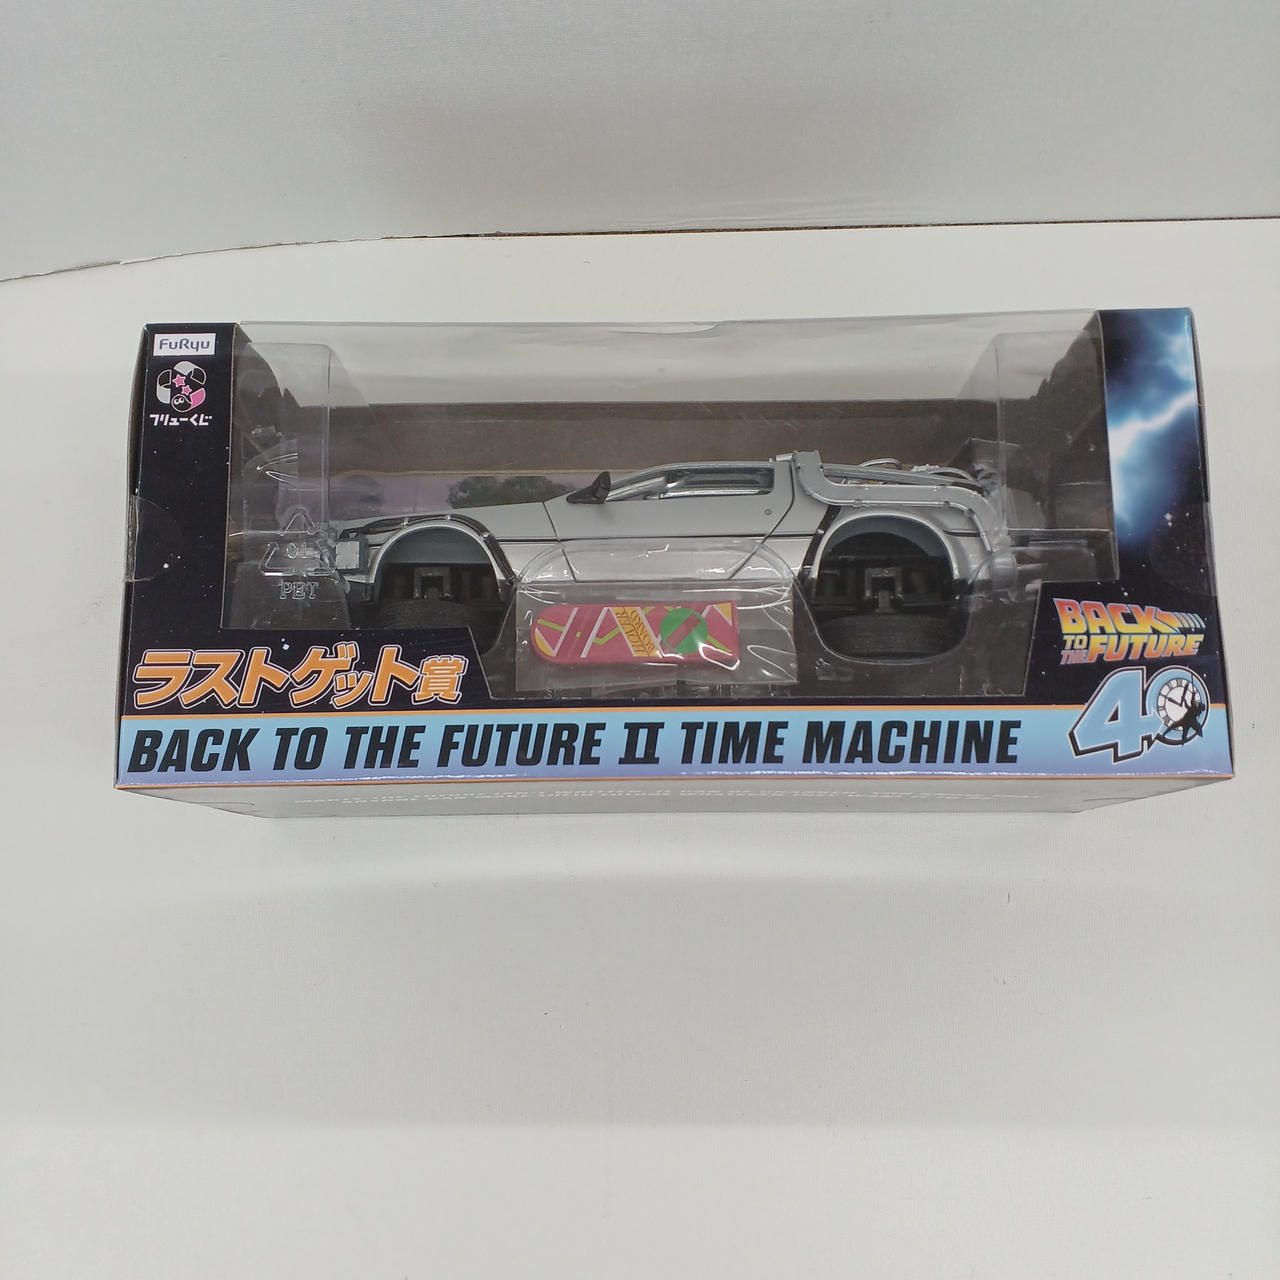 FuRyu
フリューくじ
PET
HOVER
BOARD
BACK
TO
THE FUTURE
40
ラストゲット賞
BACK TO THE FUTURE II TIME MACHINE